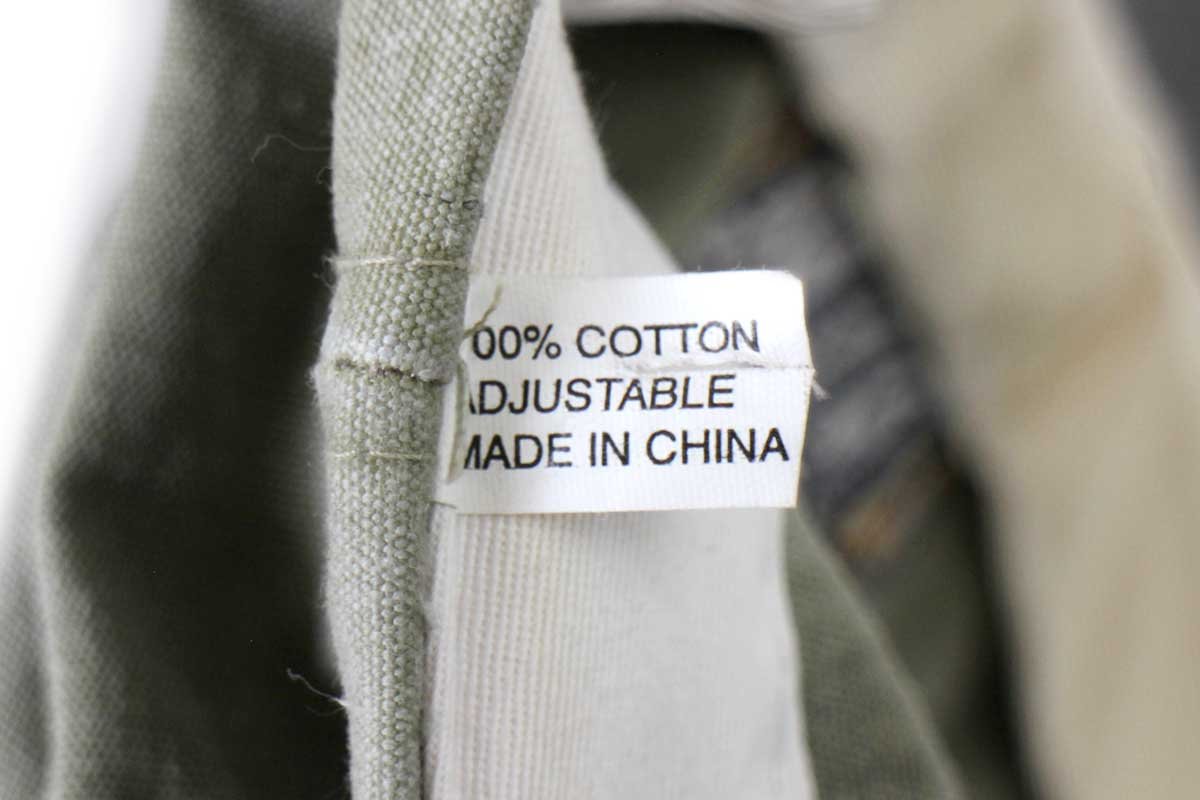 00% COTTON
ADJUSTABLE
MADE IN CHINA